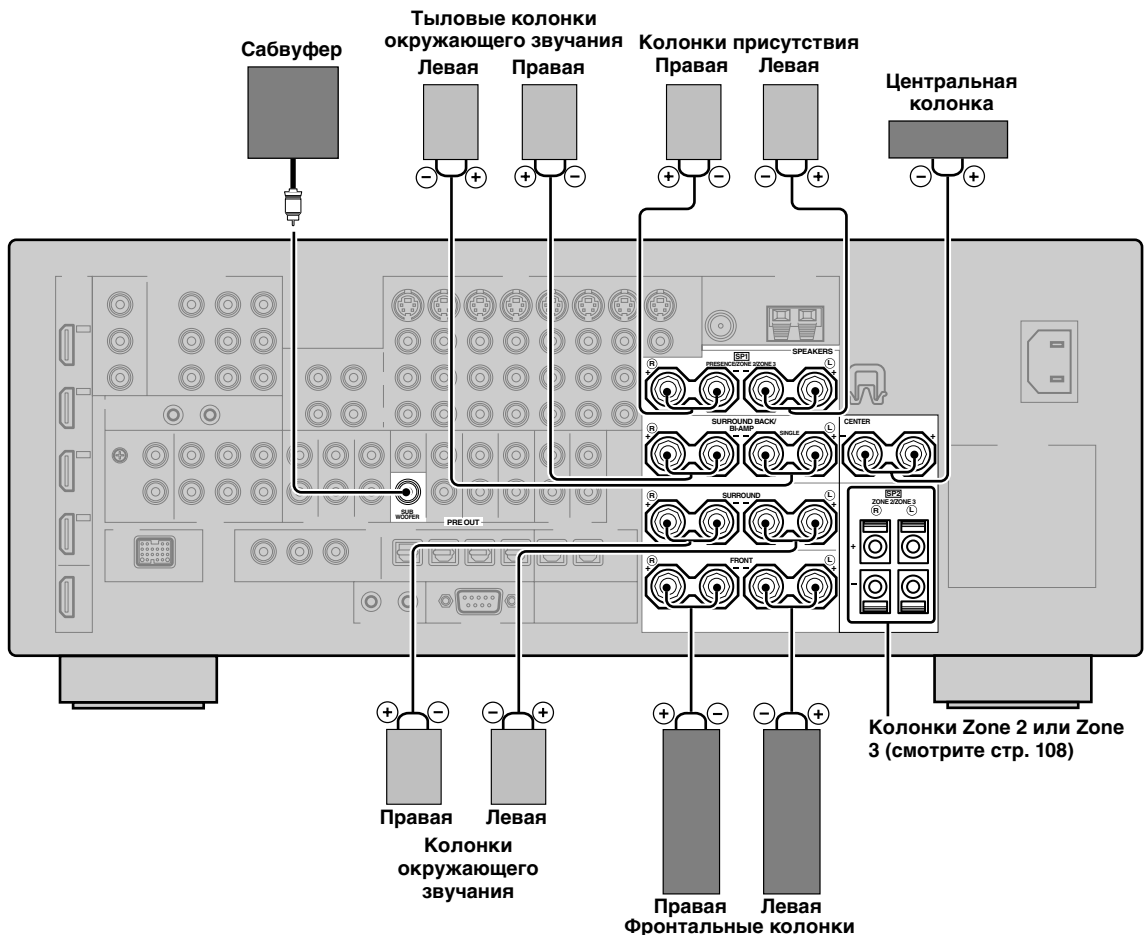 Сабвуфер
Тыловые колонки
окружающего звучания
Левая Правая
Колонки присутствия
Правая Левая
Центральная
колонка
− + + − + − − + − +
SP1
SPEAKERS
R PRESENCE/ZONE 2/ZONE 3 L
+ +
R SURROUND BACK/
BI-AMP
SINGLE L
+ +
CENTER
+
R SURROUND L
+ +
SP2
ZONE 2/ZONE 3
R L
+
−
SUB
WOOFER
PRE OUT
R FRONT L
+ +
+ − − + + − − +
Правая Левая
Колонки
окружающего
звучания
Правая Левая
Фронтальные колонки
Колонки Zone 2 или Zone
3 (смотрите стр. 108)